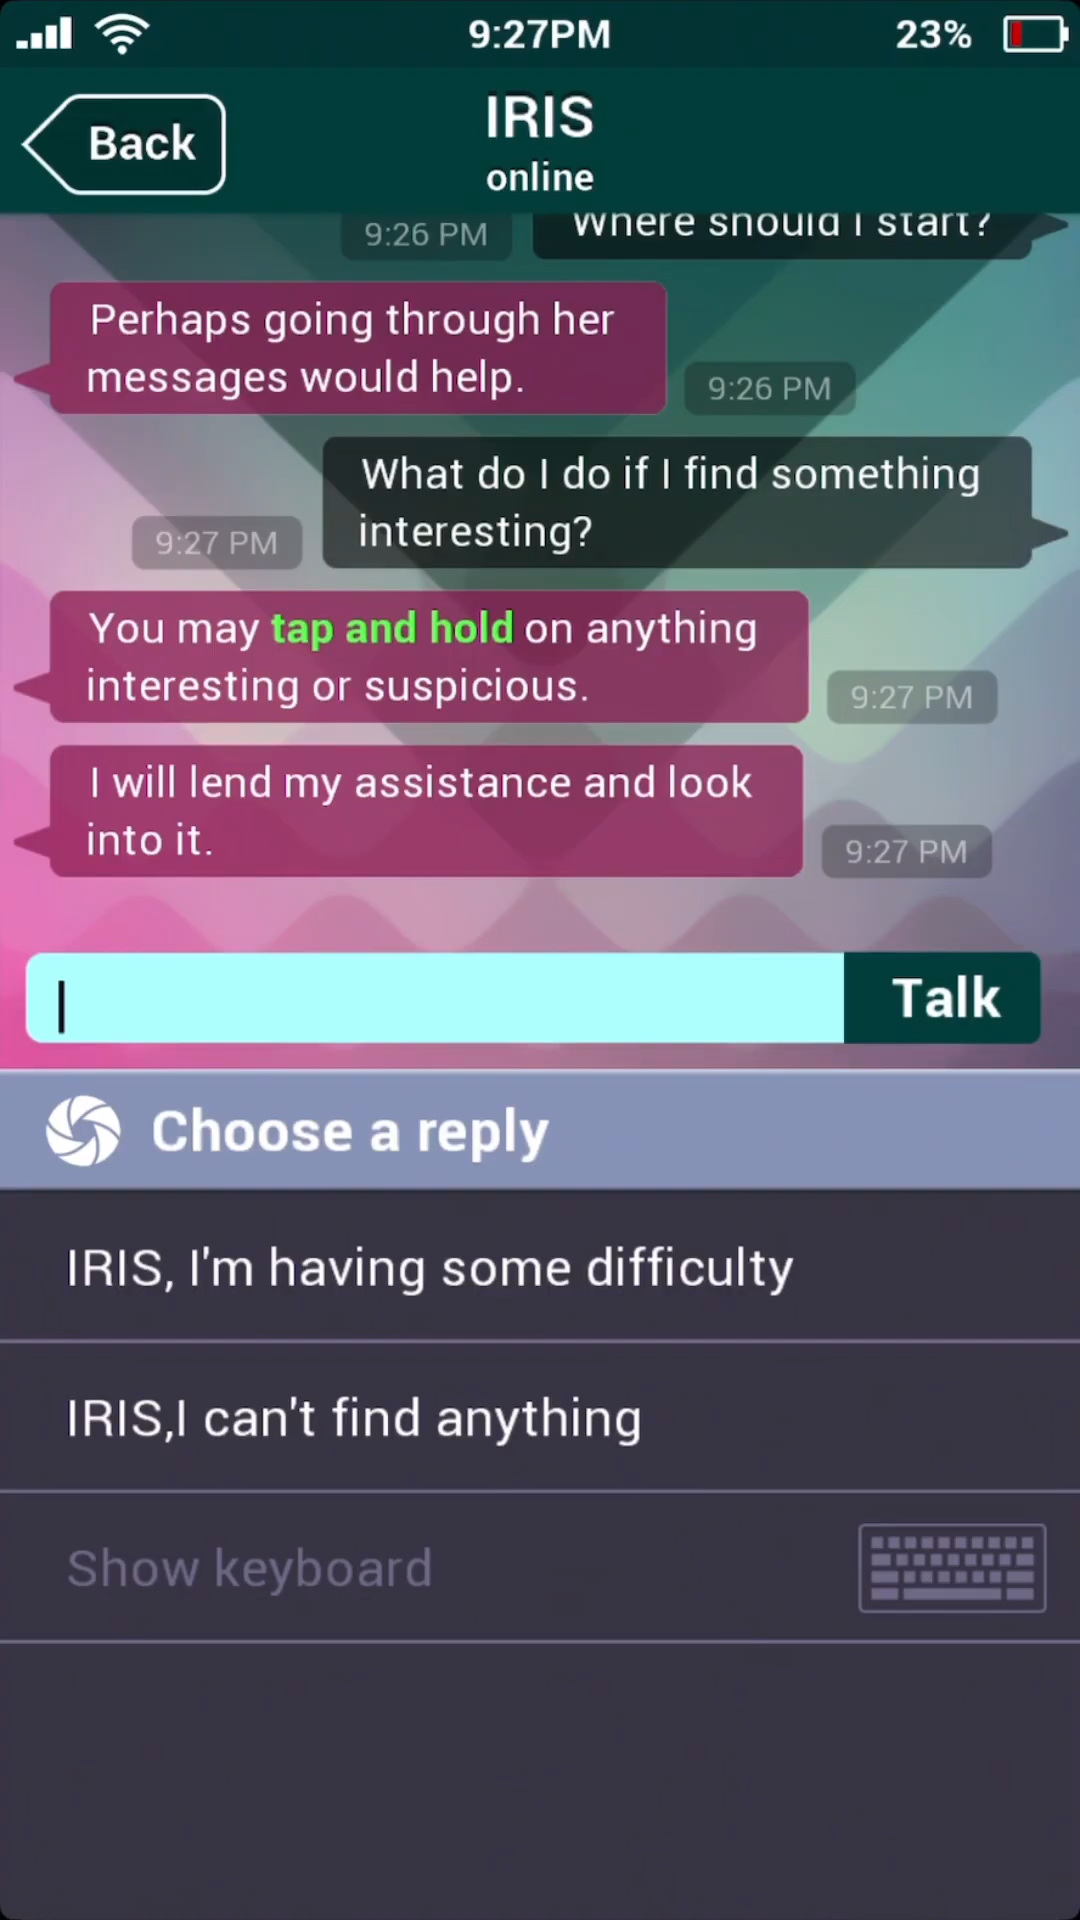 9:27PM
23%
Back
IRIS
online
9:26 PM
Where should I start?
Perhaps going through her
messages would help.
9:26 PM
What do I do if I find something
interesting?
9:27 PM
You may tap and hold on anything
interesting or suspicious.
9:27 PM
I will lend my assistance and look
into it.
9:27 PM
Talk
Choose a reply
IRIS, I'm having some difficulty
IRIS,I can't find anything
Show keyboard